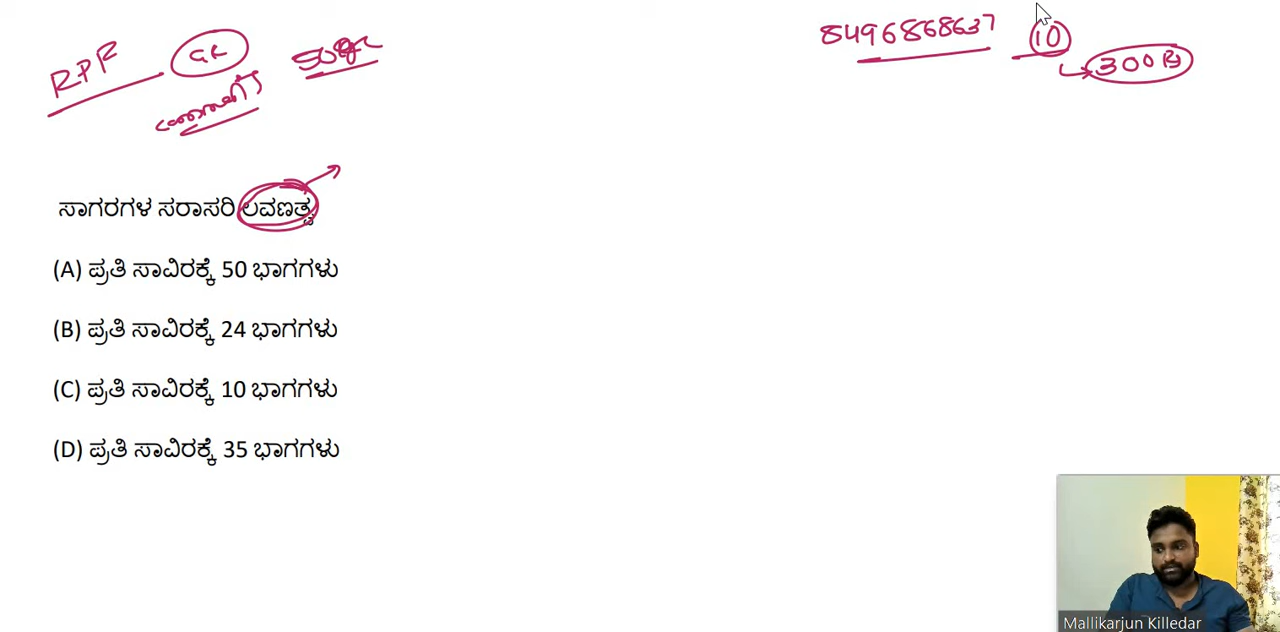 RPF GK
8496868637 10
300 Rs
ಸಾಗರಗಳ ಸರಾಸರಿ ಲವಣತ್ವ
(A) ಪ್ರತಿ ಸಾವಿರಕ್ಕೆ 50 ಭಾಗಗಳು
(B) ಪ್ರತಿ ಸಾವಿರಕ್ಕೆ 24 ಭಾಗಗಳು
(C) ಪ್ರತಿ ಸಾವಿರಕ್ಕೆ 10 ಭಾಗಗಳು
(D) ಪ್ರತಿ ಸಾವಿರಕ್ಕೆ 35 ಭಾಗಗಳು
Mallikarjun Killedar